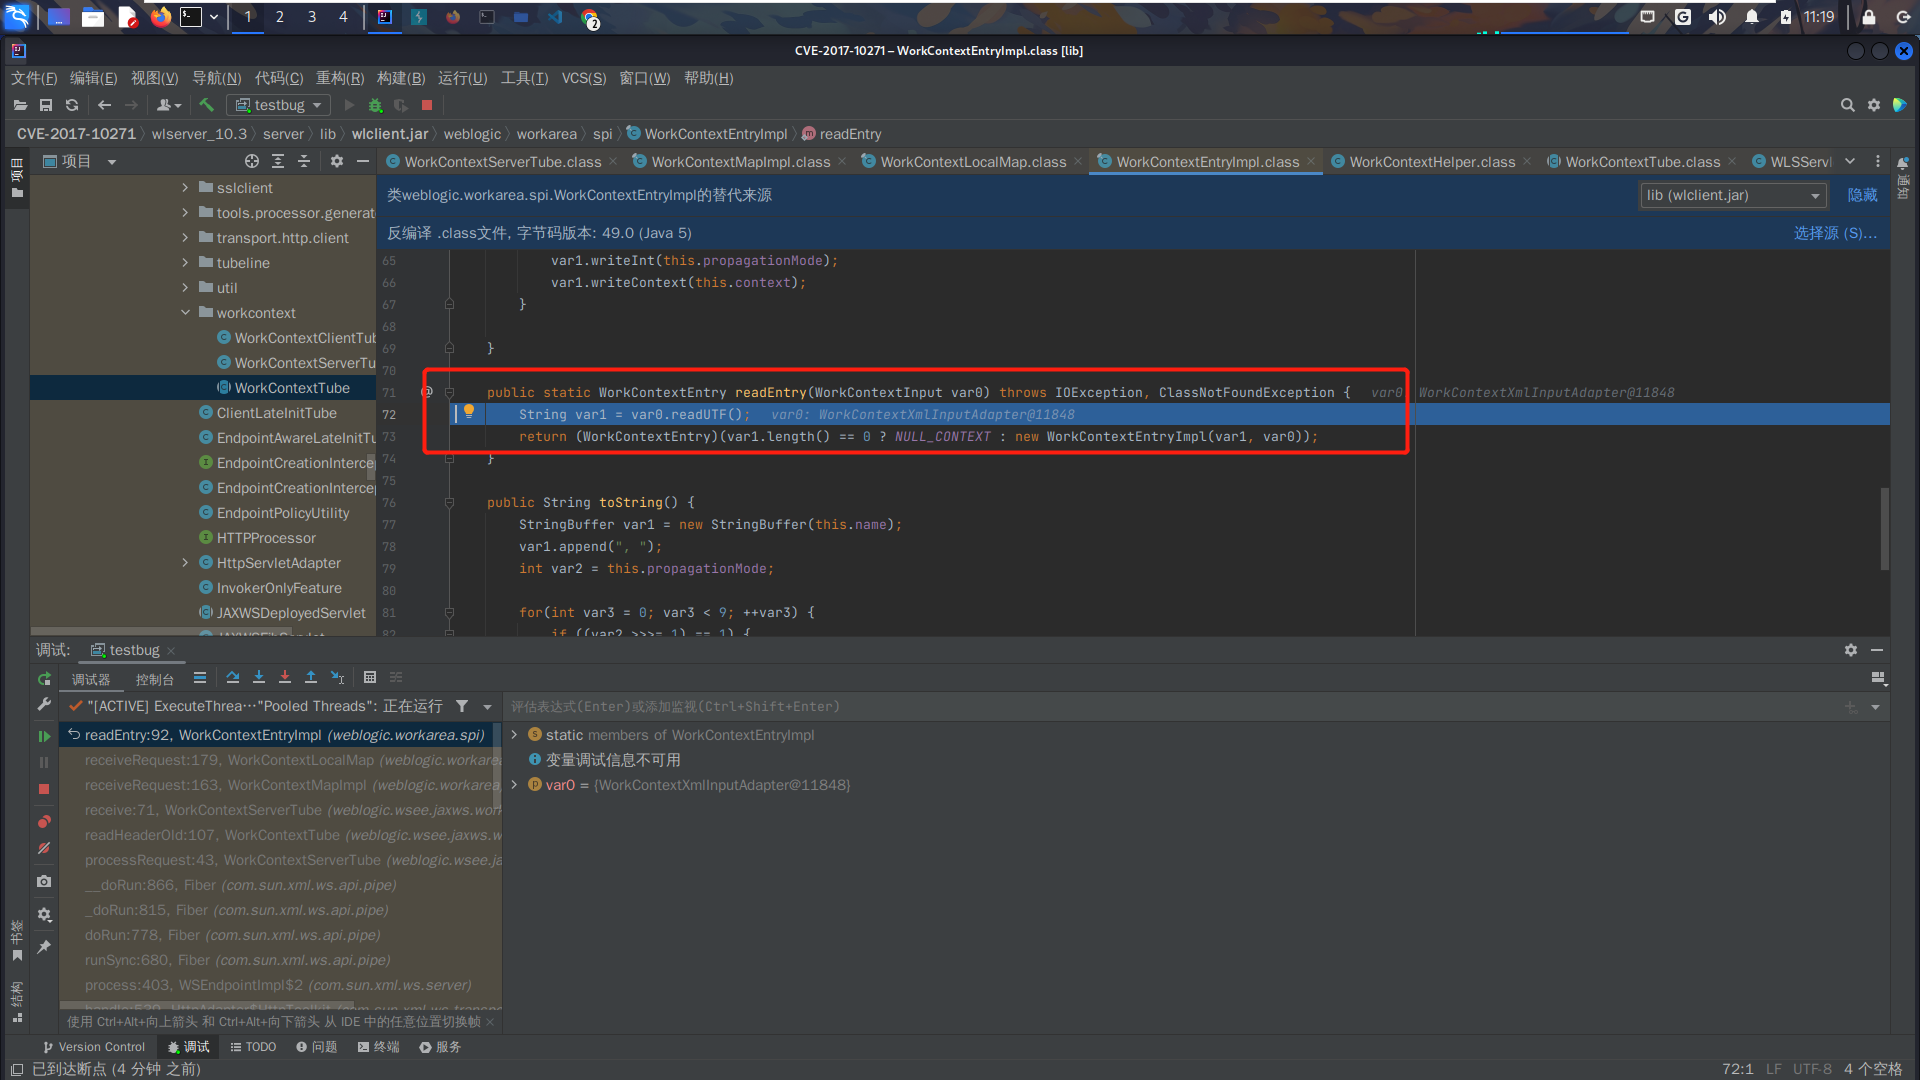 1 2 3 4 2 11:19
CVE-2017-10271 – WorkContextEntryImpl.class [lib]
文件(F) 编辑(E) 视图(V) 导航(N) 代码(C) 重构(R) 构建(B) 运行(U) 工具(T) VCS(S) 窗口(W) 帮助(H)
testbug
CVE-2017-10271 wlserver_10.3 server lib wlclient.jar weblogic workarea spi WorkContextEntryImpl readEntry
项目
项目
WorkContextServerTube.class WorkContextMapImpl.class WorkContextLocalMap.class WorkContextEntryImpl.class WorkContextHelper.class WorkContextTube.class WLSServl
通知
sslclient
tools.processor.generat
transport.http.client
tubeline
util
workcontext
WorkContextClientTub
WorkContextServerTu
WorkContextTube
ClientLateInitTube
EndpointAwareLateInitTu
EndpointCreationInterce
EndpointCreationIntercep
EndpointPolicyUtility
HTTPProcessor
HttpServletAdapter
InvokerOnlyFeature
JAXWSDeployedServlet
类weblogic.workarea.spi.WorkContextEntryImpl的替代来源 lib (wlclient.jar) 隐藏
反编译 .class文件, 字节码版本: 49.0 (Java 5) 选择源 (S)...
65 var1.writeInt(this.propagationMode);
66 var1.writeContext(this.context);
67 }
68
69 }
70
71 @ public static WorkContextEntry readEntry(WorkContextInput var0) throws IOException, ClassNotFoundException { var0: WorkContextXmlInputAdapter@11848
72 String var1 = var0.readUTF(); var0: WorkContextXmlInputAdapter@11848
73 return (WorkContextEntry)(var1.length() == 0 ? NULL_CONTEXT : new WorkContextEntryImpl(var1, var0));
74 }
75
76 public String toString() {
77 StringBuffer var1 = new StringBuffer(this.name);
78 var1.append(", ");
79 int var2 = this.propagationMode;
80
81 for(int var3 = 0; var3 < 9; ++var3) {
82 if ((var2 >>>= 1) == 1) {
调试: testbug
调试器 控制台
"[ACTIVE] ExecuteThrea···"Pooled Threads": 正在运行
评估表达式(Enter)或添加监视(Ctrl+Shift+Enter)
readEntry:92, WorkContextEntryImpl (weblogic.workarea.spi)
receiveRequest:179, WorkContextLocalMap (weblogic.workarea
receiveRequest:163, WorkContextMapImpl (weblogic.workarea
receive:71, WorkContextServerTube (weblogic.wsee.jaxws.work
readHeaderOld:107, WorkContextTube (weblogic.wsee.jaxws.w
processRequest:43, WorkContextServerTube (weblogic.wsee.ja
__doRun:866, Fiber (com.sun.xml.ws.api.pipe)
_doRun:815, Fiber (com.sun.xml.ws.api.pipe)
doRun:778, Fiber (com.sun.xml.ws.api.pipe)
runSync:680, Fiber (com.sun.xml.ws.api.pipe)
process:403, WSEndpointImpl$2 (com.sun.xml.ws.server)
static members of WorkContextEntryImpl
变量调试信息不可用
var0 = {WorkContextXmlInputAdapter@11848}
使用 Ctrl+Alt+向上箭头 和 Ctrl+Alt+向下箭头 从 IDE 中的任意位置切换帧
书签
结构
Version Control 调试 TODO 问题 终端 服务
已到达断点 (4 分钟 之前) 72:1 LF UTF-8 4 个空格